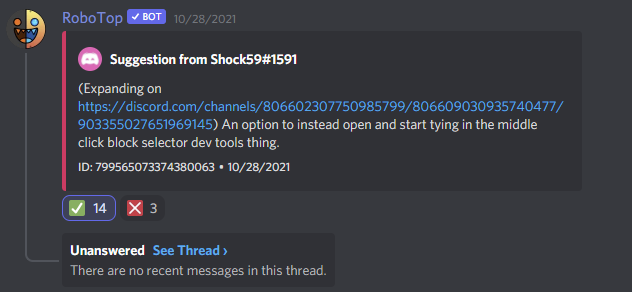 RoboTop ✓ BOT 10/28/2021
Suggestion from Shock59#1591
(Expanding on
https://discord.com/channels/806602307750985799/806609030935740477/
903355027651969145) An option to instead open and start tying in the middle
click block selector dev tools thing.
ID: 799565073374380063 • 10/28/2021
14 3
Unanswered See Thread ›
There are no recent messages in this thread.